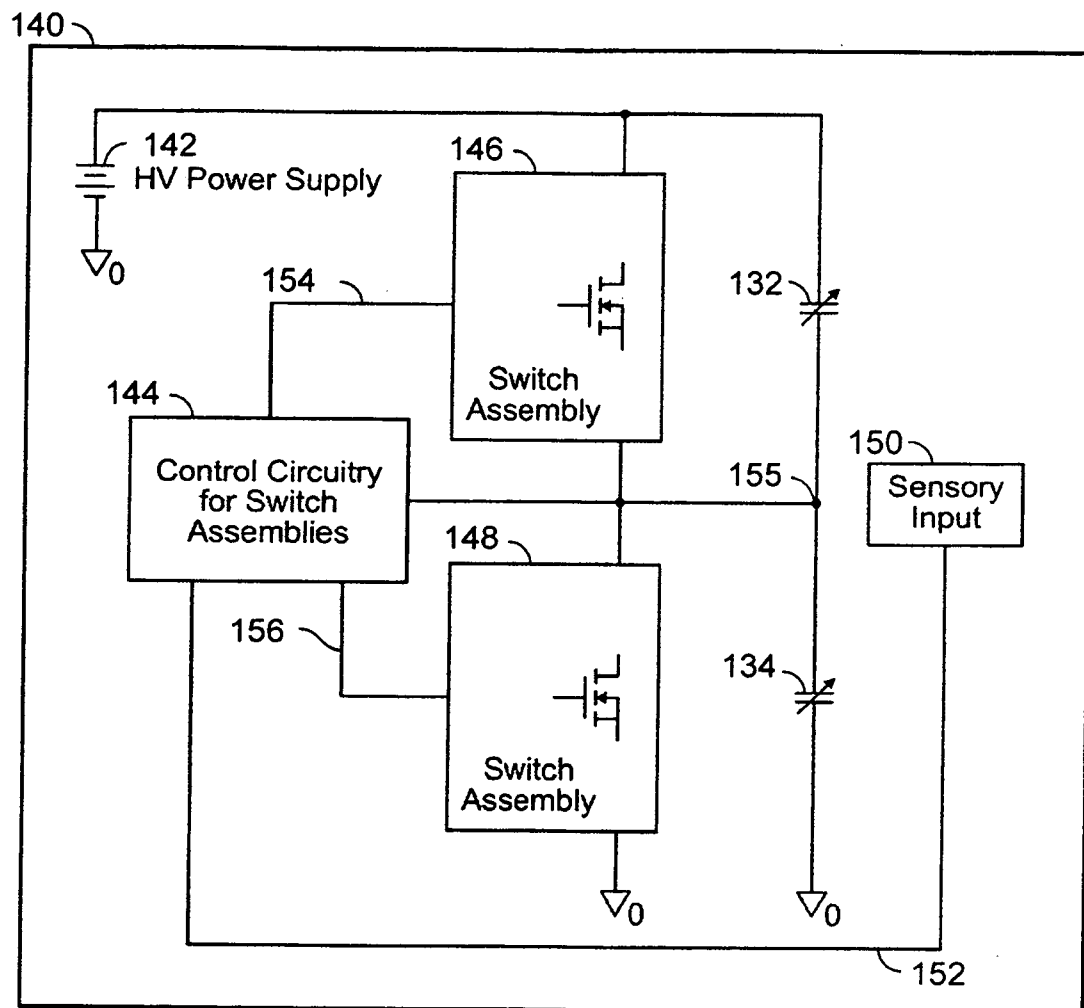 140
142
HV Power Supply
0
146
154
132
Switch
Assembly
144
Control Circuitry
for Switch
Assemblies
155
150
Sensory
Input
148
156
134
Switch
Assembly
0
0
152